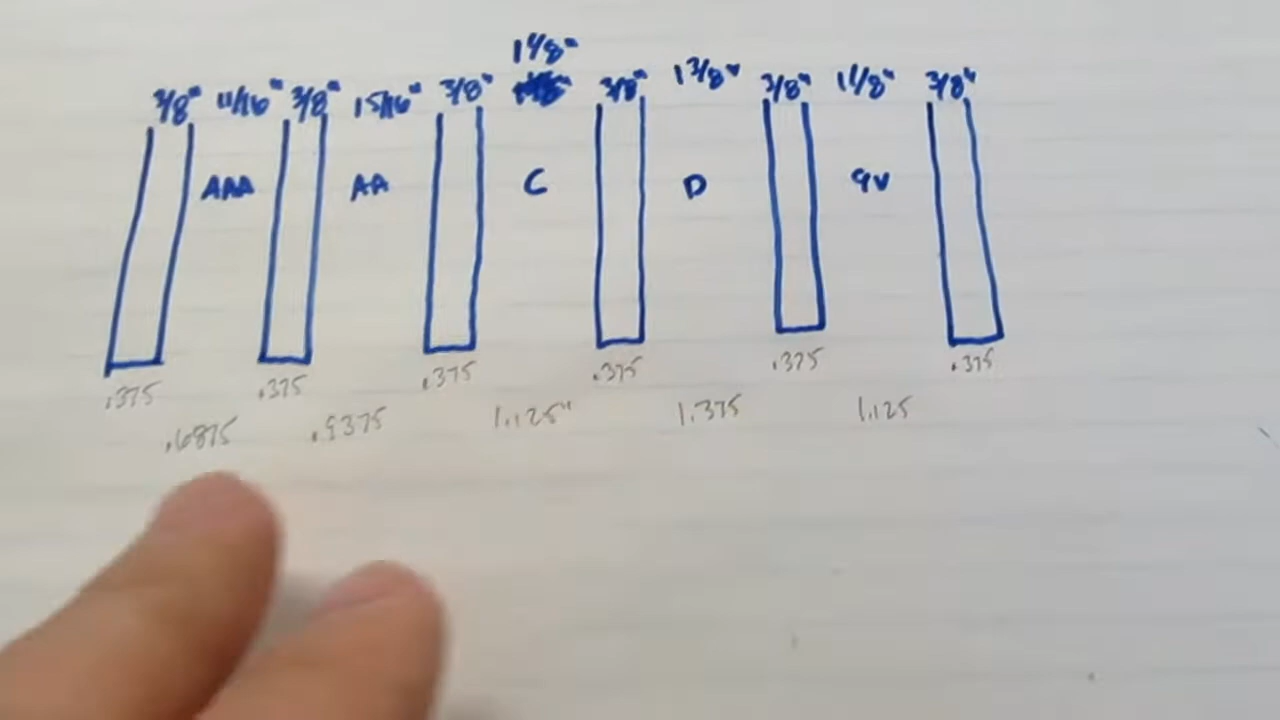 1 1/8"
3/8" 11/16" 3/8" 15/16" 3/8" 3/8" 1 3/8" 3/8" 1 1/8" 3/8"
AAA AA C D 9V
.375 .375 .375 .375 .375 .375
.6875 .9375 1.125" 1.375 1.125